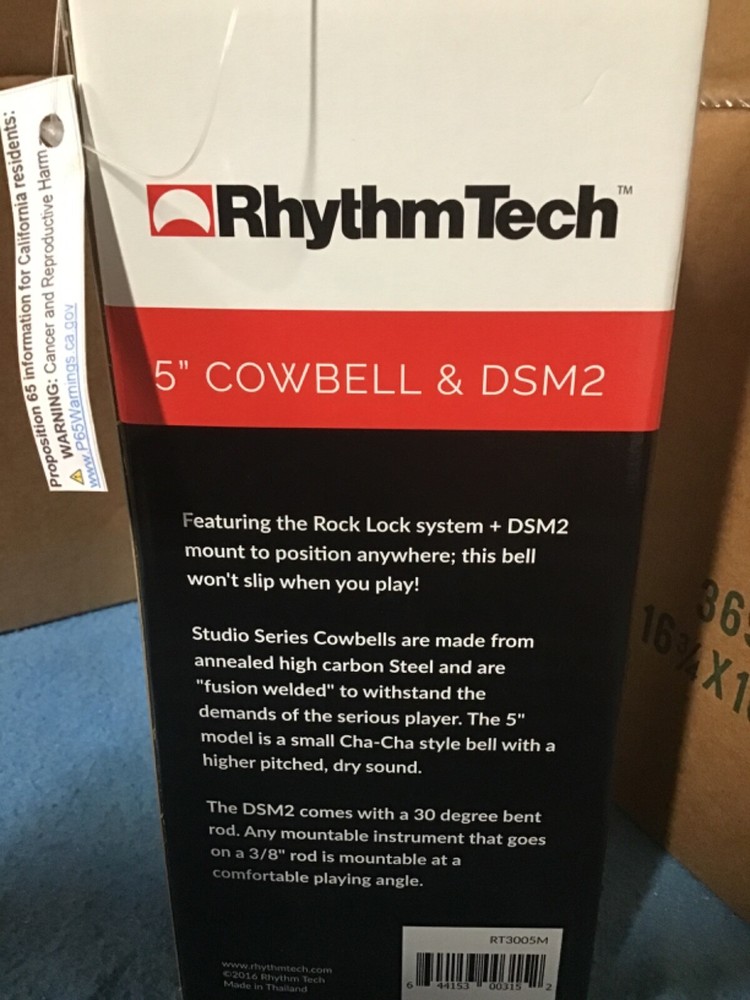 Proposition 65 information for California residents:
⚠ WARNING: Cancer and Reproductive Harm
www.P65Warnings.ca.gov
RhythmTech™
5" COWBELL & DSM2
Featuring the Rock Lock system + DSM2
mount to position anywhere; this bell
won't slip when you play!
Studio Series Cowbells are made from
annealed high carbon Steel and are
"fusion welded" to withstand the
demands of the serious player. The 5"
model is a small Cha-Cha style bell with a
higher pitched, dry sound.
The DSM2 comes with a 30 degree bent
rod. Any mountable instrument that goes
on a 3/8" rod is mountable at a
comfortable playing angle.
www.rhythmtech.com
©2016 Rhythm Tech
Made in Thailand
RT3005M
6 44153 00315 2
16¾ X 1